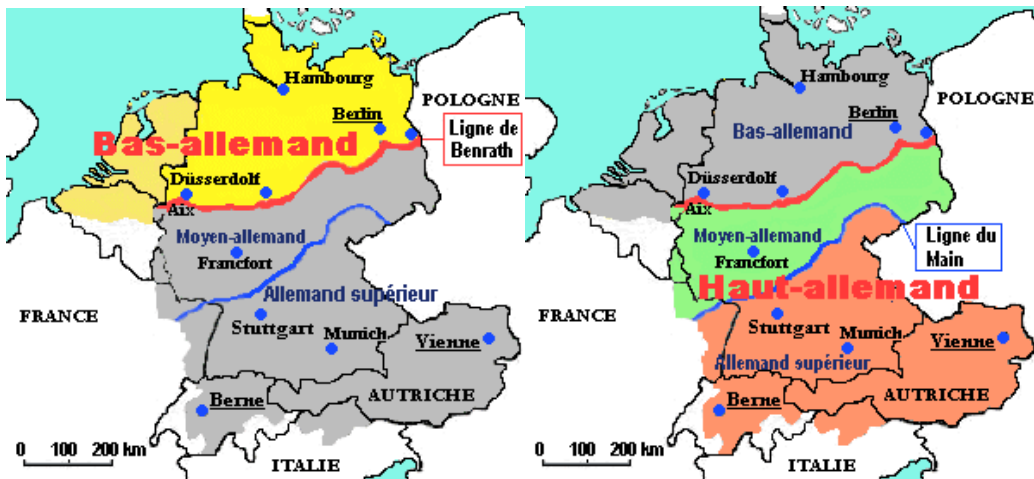 Hambourg
POLOGNE
Berlin
Ligne de
Benrath
Bas-allemand
Düsserdolf
Aix
Moyen-allemand
Francfort
Allemand supérieur
FRANCE
Stuttgart
Munich
Vienne
AUTRICHE
Berne
0 100 200 km
ITALIE
Hambourg
POLOGNE
Berlin
Bas-allemand
Düsserdolf
Aix
Moyen-allemand
Ligne du
Main
Francfort
Haut-allemand
FRANCE
Stuttgart
Munich
Vienne
Allemand supérieur
AUTRICHE
Berne
0 100 200 km
ITALIE